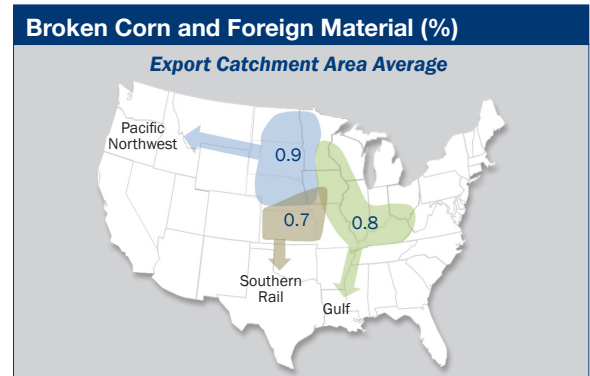 Broken Corn and Foreign Material (%)
Export Catchment Area Average
Pacific
Northwest
0.9
0.7
0.8
Southern
Rail
Gulf